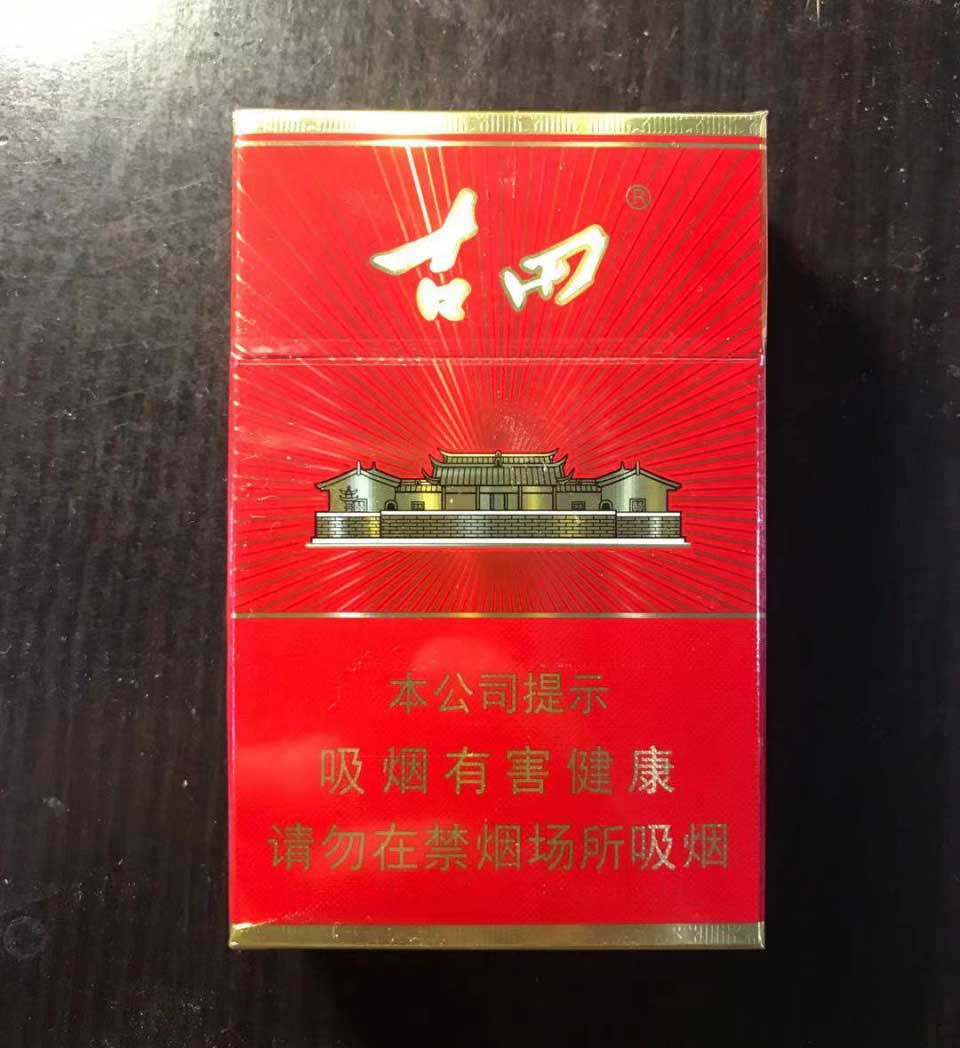 古田®
本公司提示
吸烟有害健康
请勿在禁烟场所吸烟